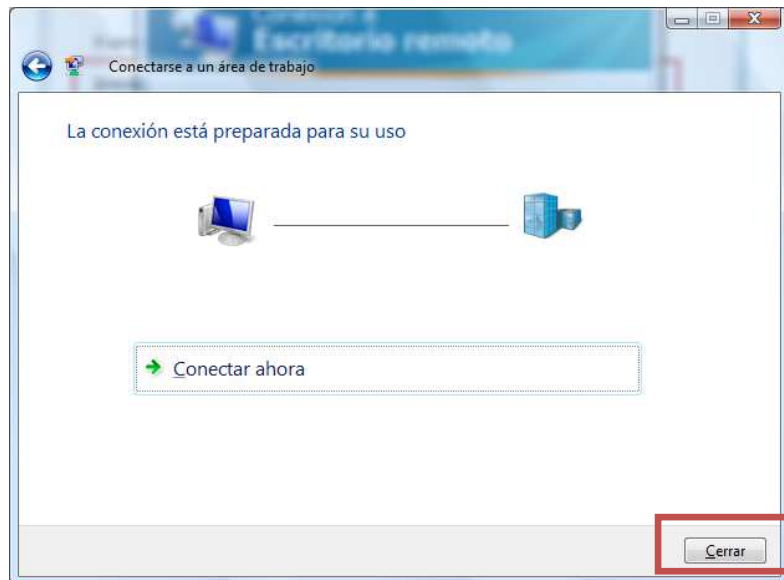 Conexión a
Escritorio remoto
Conectarse a un área de trabajo
La conexión está preparada para su uso
Conectar ahora
Cerrar